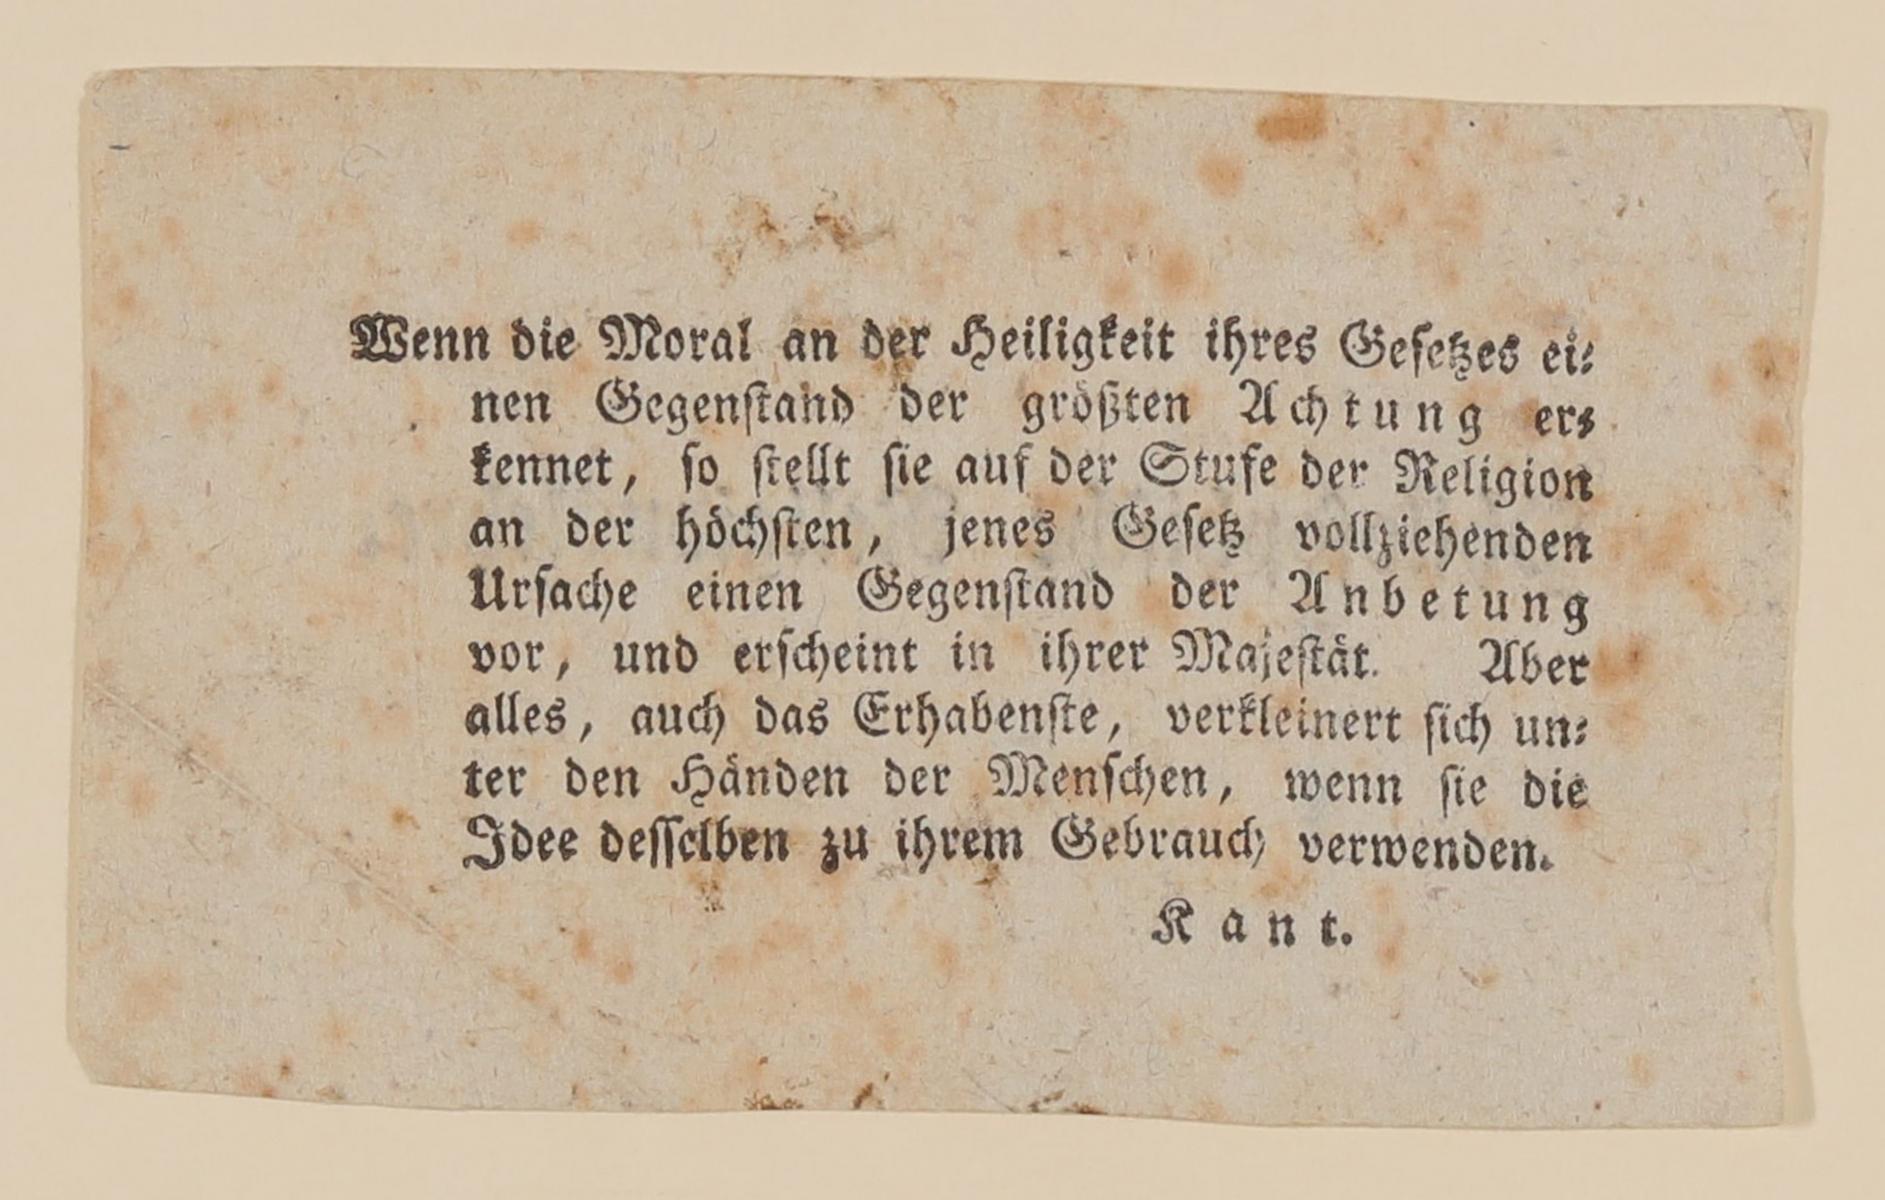 Wenn die Moral an der Heiligkeit ihres Geſetzes ei⸗
nen Gegenſtand der größten Achtung er⸗
kennet, ſo ſtellt ſie auf der Stufe der Religion
an der höchſten, jenes Geſetz vollziehenden
Urſache einen Gegenſtand der Anbetung
vor, und erſcheint in ihrer Majeſtät. Aber
alles, auch das Erhabenſte, verkleinert ſich un⸗
ter den Händen der Menſchen, wenn ſie die
Idee deſſelben zu ihrem Gebrauch verwenden.
Kant.